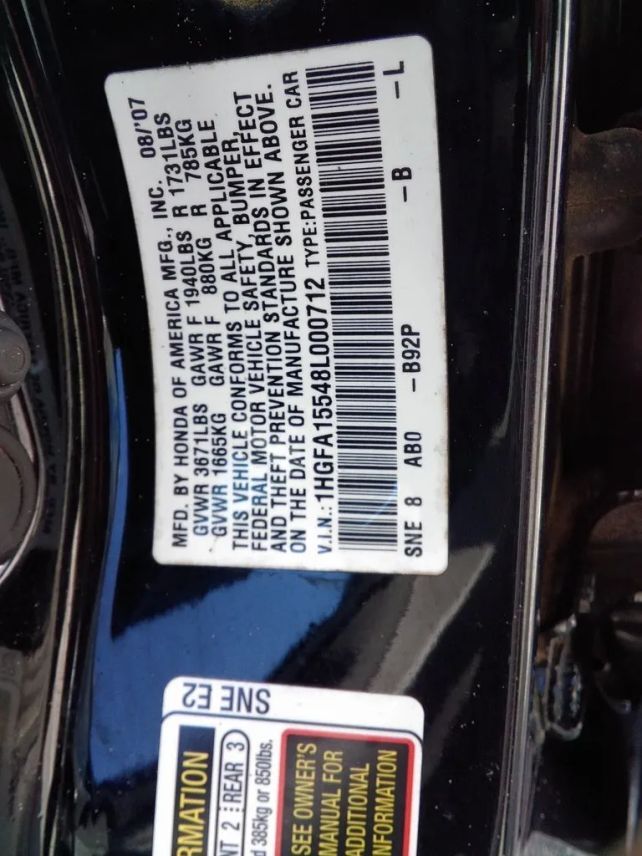 MFD. BY HONDA OF AMERICA MFG., INC. 08/'07
GVWR 3671LBS GAWR F 1940LBS R 1731LBS
GVWR 1665KG GAWR F 880KG R 785KG
THIS VEHICLE CONFORMS TO ALL APPLICABLE
FEDERAL MOTOR VEHICLE SAFETY, BUMPER,
AND THEFT PREVENTION STANDARDS IN EFFECT
ON THE DATE OF MANUFACTURE SHOWN ABOVE.
V.I.N.:1HGFA15548L000712 TYPE:PASSENGER CAR
SNE 8 AB0 -B92P -B -L
SNE E2
RMATION
NT 2 REAR 3
d 385kg or 850lbs.
SEE OWNER'S
MANUAL FOR
ADDITIONAL
INFORMATION